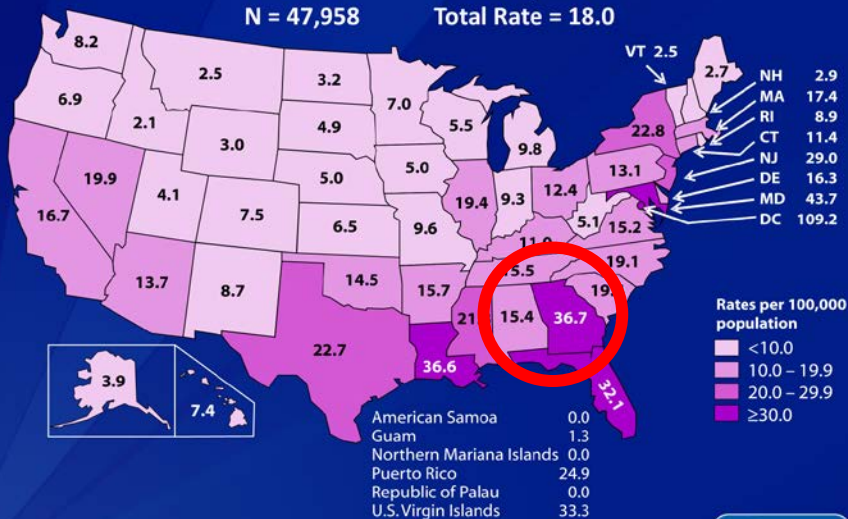 N = 47,958 Total Rate = 18.0
8.2
2.5
3.2
7.0
VT 2.5
2.7
NH 2.9
MA 17.4
RI 8.9
CT 11.4
NJ 29.0
DE 16.3
MD 43.7
DC 109.2
6.9
2.1
3.0
4.9
5.5
9.8
22.8
13.1
19.9
4.1
7.5
5.0
5.0
19.4
9.3
12.4
5.1
15.2
16.7
6.5
9.6
19.1
13.7
8.7
14.5
15.7
15.5
22.7
36.6
21
15.4
36.7
32.1
3.9
7.4
Rates per 100,000
population
<10.0
10.0 – 19.9
20.0 – 29.9
≥30.0
American Samoa 0.0
Guam 1.3
Northern Mariana Islands 0.0
Puerto Rico 24.9
Republic of Palau 0.0
U.S. Virgin Islands 33.3